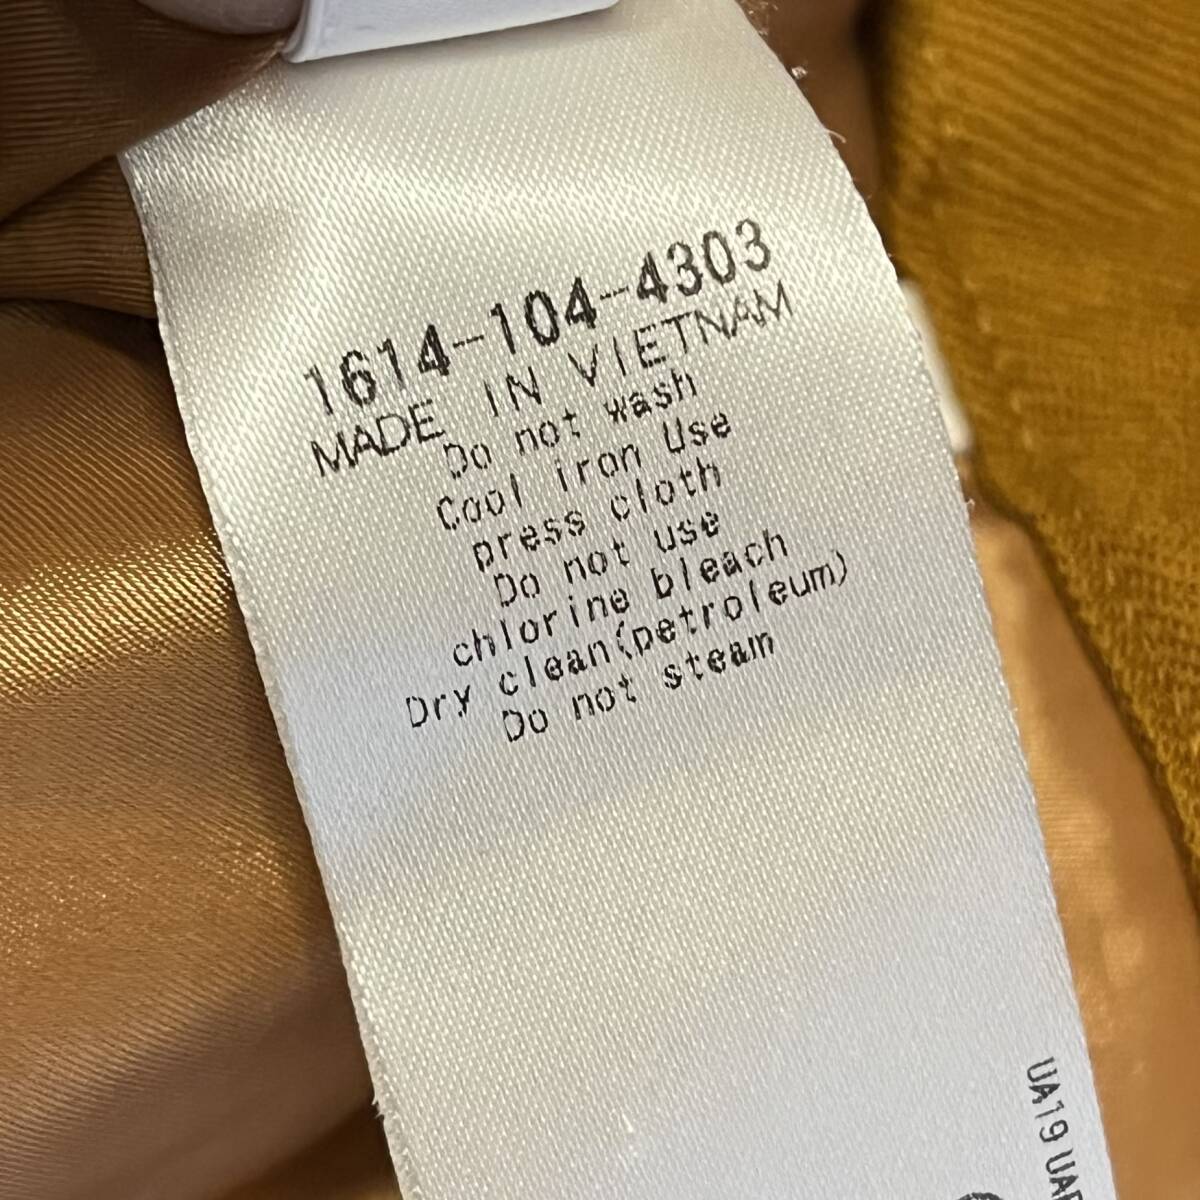 1614-104-4303
MADE IN VIETNAM
Do not wash
Cool iron Use
press cloth
Do not use
chlorine bleach
Dry clean(petroleum)
Do not steam
UA19